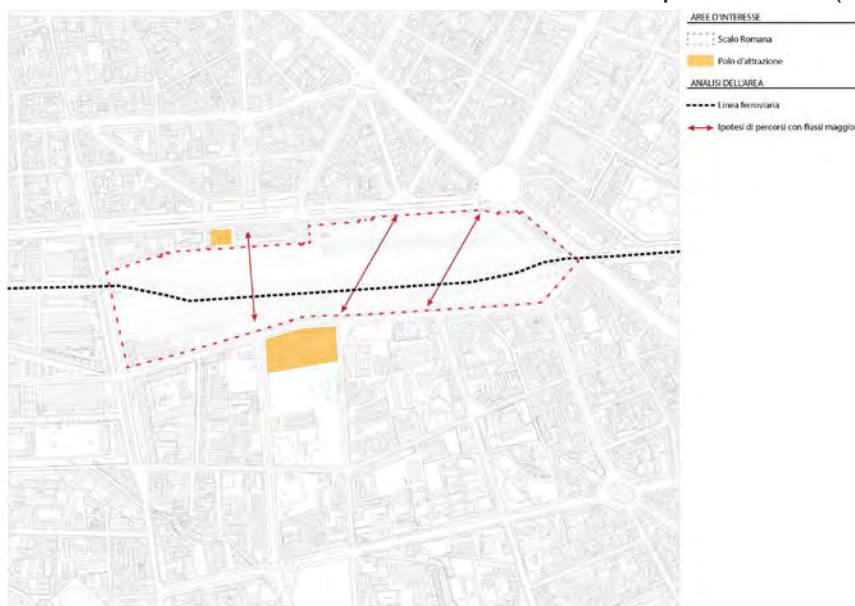 AREE D'INTERESSE
Scalo Romana
Polo d'attrazione
ANALISI DELL'AREA
Linea ferroviaria
Ipotesi di percorsi con flussi maggio